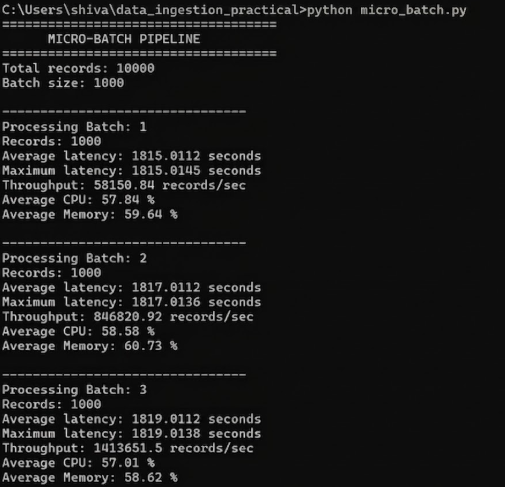 C:\Users\shiva\data_ingestion_practical>python micro_batch.py
===================================
MICRO-BATCH PIPELINE
===================================
Total records: 10000
Batch size: 1000
-------------------------------
Processing Batch: 1
Records: 1000
Average latency: 1815.0112 seconds
Maximum latency: 1815.0145 seconds
Throughput: 58150.84 records/sec
Average CPU: 57.84 %
Average Memory: 59.64 %
-------------------------------
Processing Batch: 2
Records: 1000
Average latency: 1817.0112 seconds
Maximum latency: 1817.0136 seconds
Throughput: 846820.92 records/sec
Average CPU: 58.58 %
Average Memory: 60.73 %
-------------------------------
Processing Batch: 3
Records: 1000
Average latency: 1819.0112 seconds
Maximum latency: 1819.0138 seconds
Throughput: 1413651.5 records/sec
Average CPU: 57.01 %
Average Memory: 58.62 %